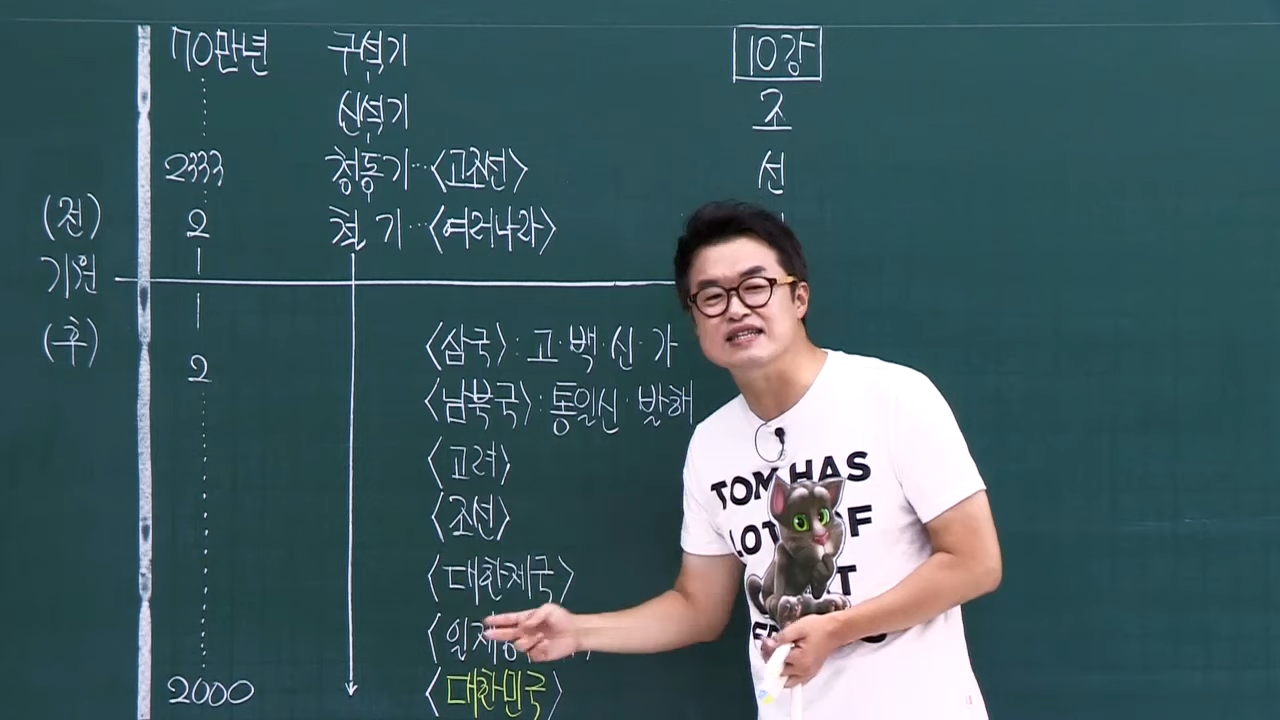 70만년 구석기
신석기
2333 청동기…〈고조선〉
(전) 2 철기…〈여러나라〉
1
기원
1
(후)
2
〈삼국〉: 고·백·신·가
〈남북국〉: 통일신·발해
〈고려〉
〈조선〉
〈대한제국〉
2000 〈대한민국〉
10강
조
선
TOM HAS